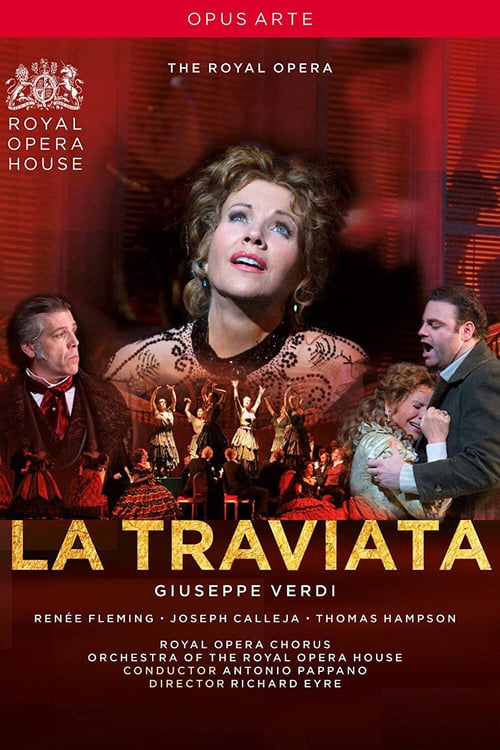 OPUS ARTE
THE ROYAL OPERA
ROYAL
OPERA
HOUSE
LA TRAVIATA
GIUSEPPE VERDI
RENÉE FLEMING · JOSEPH CALLEJA · THOMAS HAMPSON
ROYAL OPERA CHORUS
ORCHESTRA OF THE ROYAL OPERA HOUSE
CONDUCTOR ANTONIO PAPPANO
DIRECTOR RICHARD EYRE